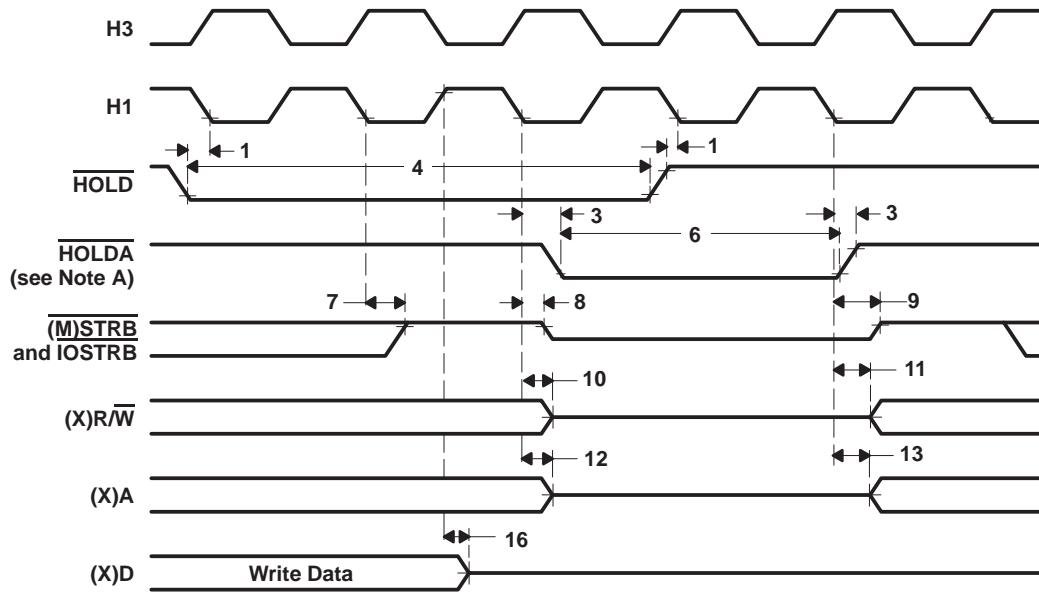 H3
H1
1
1
4
HOLD
3
3
6
HOLDA
(see Note A)
7
8
9
(M)STRB
and IOSTRB
10
11
(X)R/W
12
13
(X)A
16
(X)D
Write Data